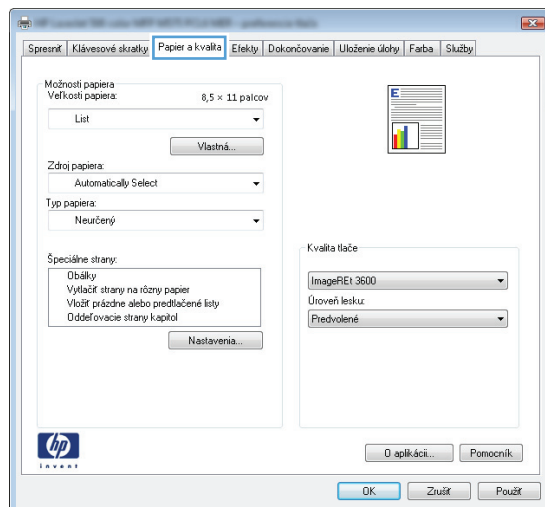 Spresniť Klávesové skratky Papier a kvalita Efekty Dokončovanie Uloženie úlohy Farba Služby
Možnosti papiera
Veľkosti papiera: 8,5 × 11 palcov
List
Vlastná...
Zdroj papiera:
Automatically Select
Typ papiera:
Neurčený
Špeciálne strany:
Obálky
Vytlačiť strany na rôzny papier
Vložiť prázdne alebo predtlačené listy
Oddeľovacie strany kapitol
Nastavenia...
E
Kvalita tlače
ImageREt 3600
Úroveň lesku:
Predvolené
hp
invent
O aplikácii... Pomocník
OK Zrušiť Použiť